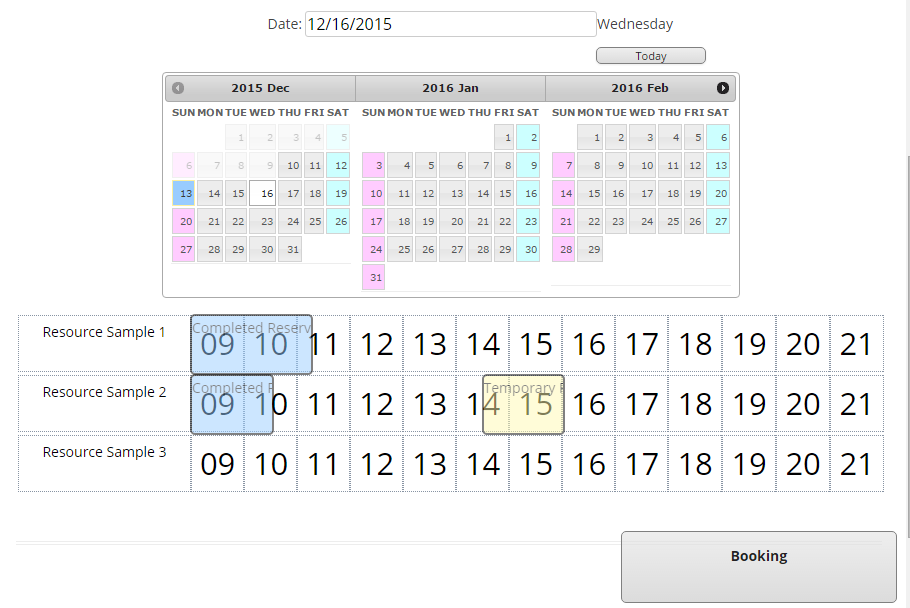 Date: 12/16/2015 Wednesday
Today
2015 Dec 2016 Jan 2016 Feb
SUN MON TUE WED THU FRI SAT SUN MON TUE WED THU FRI SAT SUN MON TUE WED THU FRI SAT
1 2 3 4 5 1 2 1 2 3 4 5 6
6 7 8 9 10 11 12 3 4 5 6 7 8 9 7 8 9 10 11 12 13
13 14 15 16 17 18 19 10 11 12 13 14 15 16 14 15 16 17 18 19 20
20 21 22 23 24 25 26 17 18 19 20 21 22 23 21 22 23 24 25 26 27
27 28 29 30 31 24 25 26 27 28 29 30 28 29
31
Completed Reserv
Resource Sample 1 09 10 11 12 13 14 15 16 17 18 19 20 21
Completed R Temporary R
Resource Sample 2 09 10 11 12 13 14 15 16 17 18 19 20 21
Resource Sample 3 09 10 11 12 13 14 15 16 17 18 19 20 21
Booking